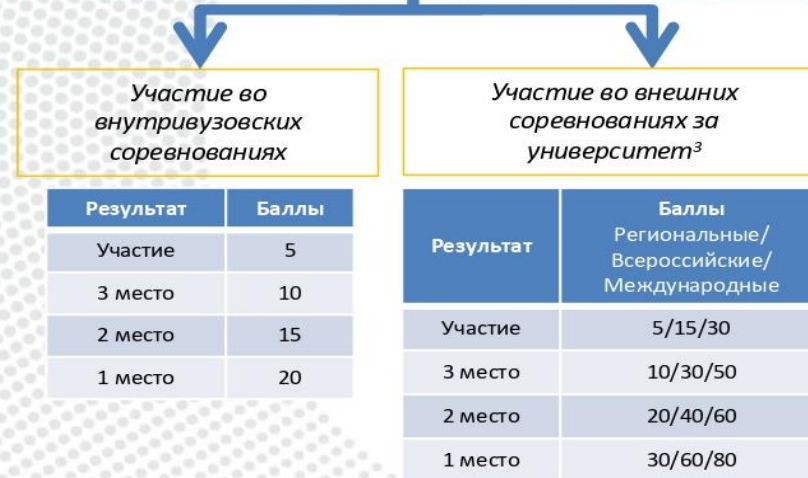 Участие во
внутривузовских
соревнованиях
Результат Баллы
Участие 5
3 место 10
2 место 15
1 место 20
Участие во внешних
соревнованиях за
университет³
Результат Баллы
Региональные/
Всероссийские/
Международные
Участие 5/15/30
3 место 10/30/50
2 место 20/40/60
1 место 30/60/80